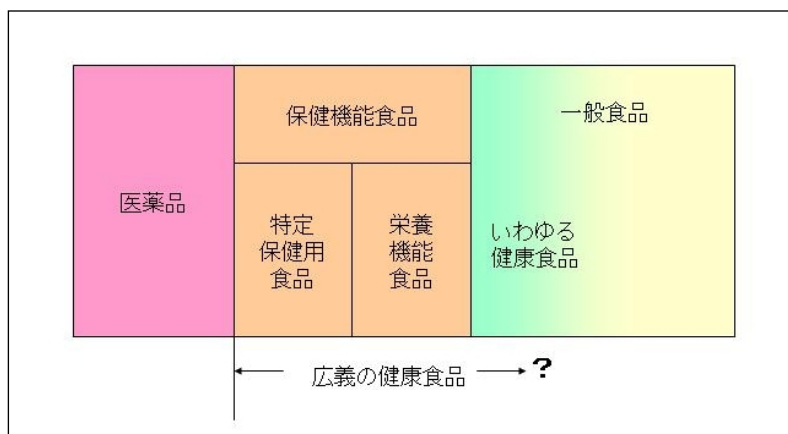 保健機能食品
一般食品
医薬品
特定
保健用
食品
栄養
機能
食品
いわゆる
健康食品
広義の健康食品
?